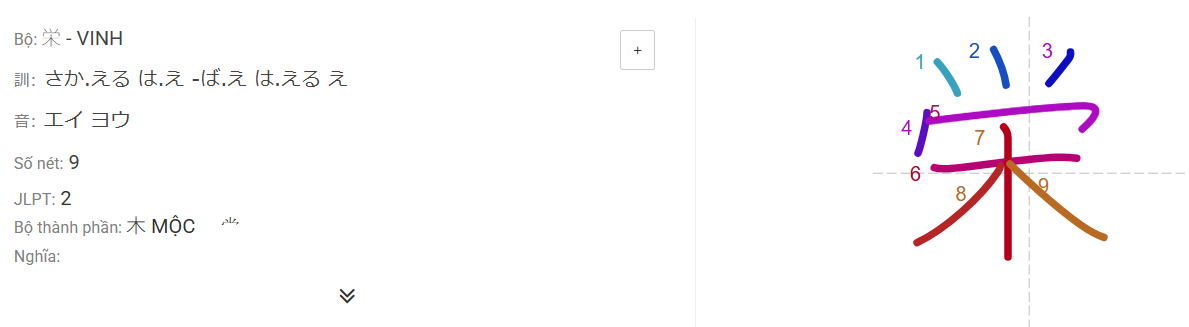 Bộ: 栄 - VINH
+
訓: さか.える は.え -ば.え は.える え
音: エイ ヨウ
Số nét: 9
JLPT: 2
Bộ thành phần: 木 MỘC ⺍
Nghĩa:
1 2 3
4 5
7
6
8 9